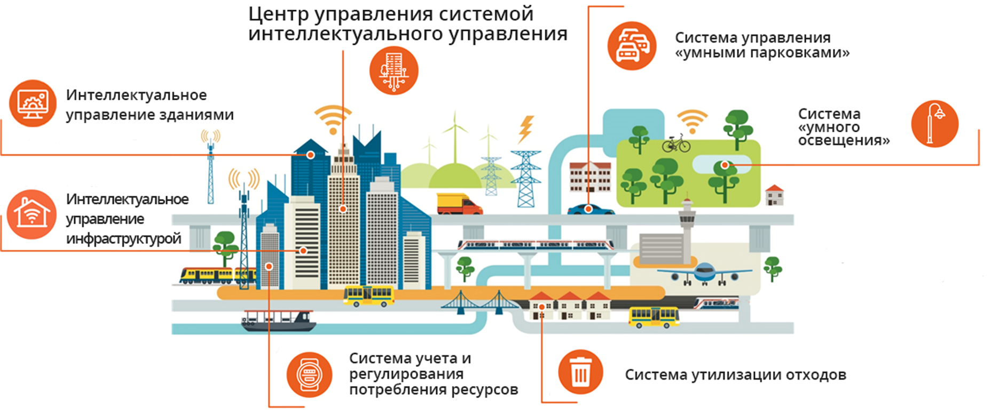 Центр управления системой
интеллектуального управления
Система управления
«умными парковками»
Интеллектуальное
управление зданиями
Система
«умного
освещения»
Интеллектуальное
управление
инфраструктурой
Система учета и
регулирования
потребления ресурсов
Система утилизации отходов